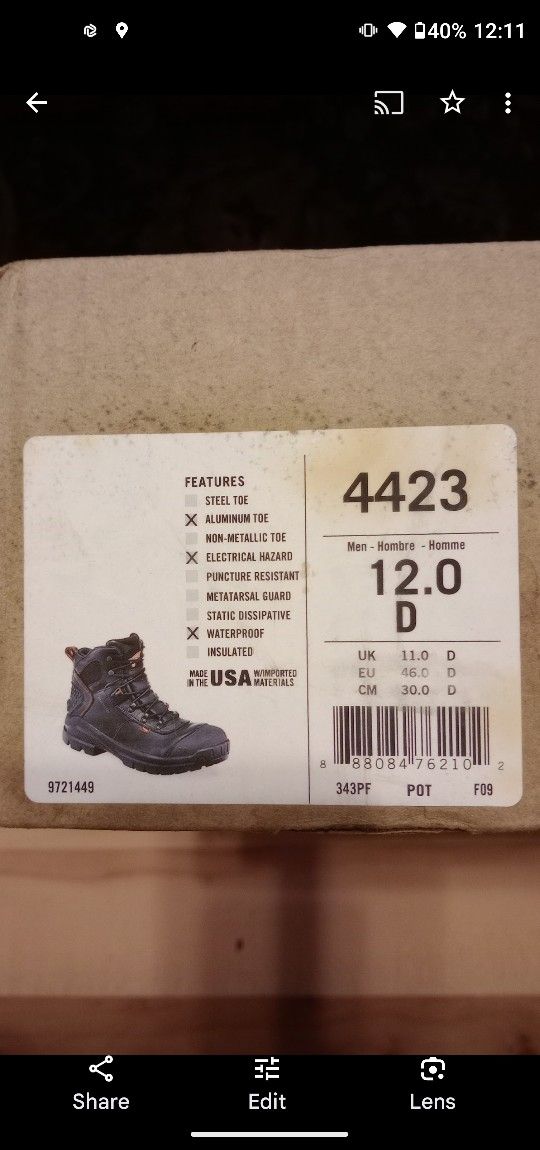 40% 12:11
FEATURES
STEEL TOE
X ALUMINUM TOE
NON-METALLIC TOE
X ELECTRICAL HAZARD
PUNCTURE RESISTANT
METATARSAL GUARD
STATIC DISSIPATIVE
X WATERPROOF
INSULATED
MADE IN THE USA W/IMPORTED MATERIALS
9721449
4423
Men - Hombre - Homme
12.0
D
UK 11.0 D
EU 46.0 D
CM 30.0 D
8 88084 76210 2
343PF POT F09
Share Edit Lens